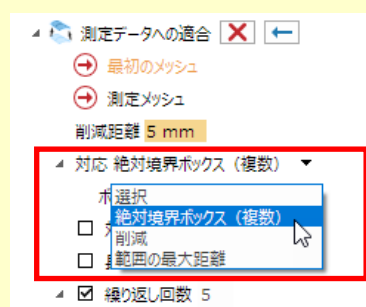 測定データへの適合
最初のメッシュ
測定メッシュ
削減距離 5 mm
対応 絶対境界ボックス（複数）
選択
絶対境界ボックス（複数）
削減
範囲の最大距離
繰り返し回数 5